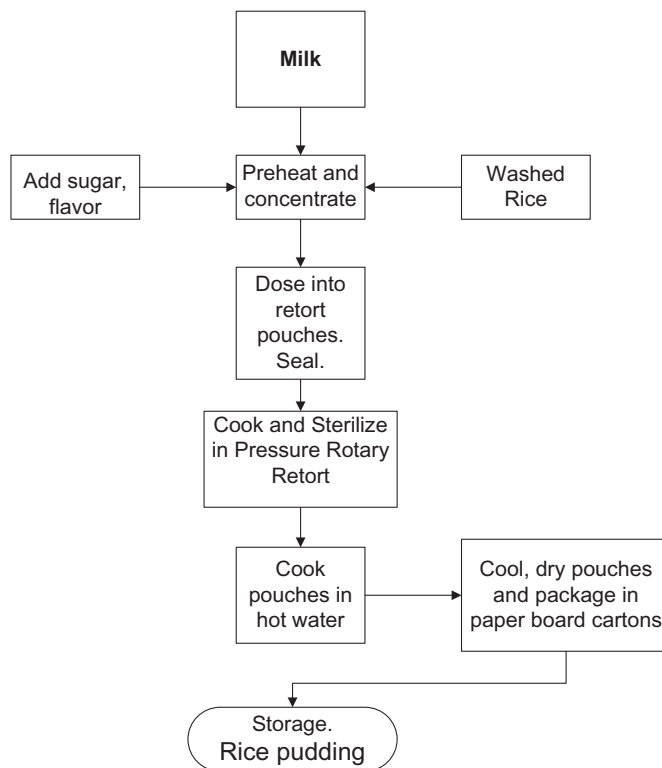 Milk
Add sugar,
flavor
Preheat and
concentrate
Washed
Rice
Dose into
retort
pouches.
Seal.
Cook and Sterilize
in Pressure Rotary
Retort
Cook
pouches in
hot water
Cool, dry pouches
and package in
paper board cartons
Storage.
Rice pudding